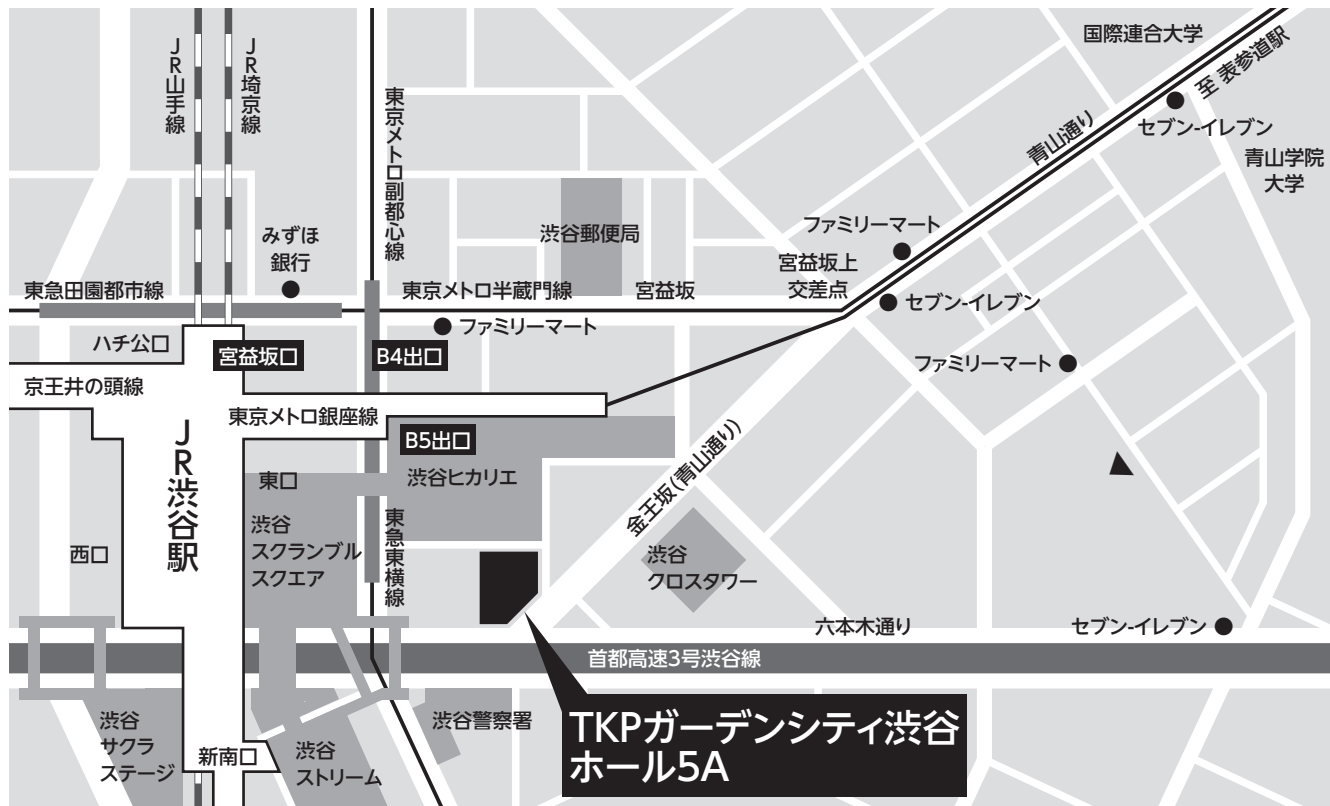 国際連合大学
至 表参道駅
JR山手線
JR埼京線
東京メトロ副都心線
青山通り
セブン-イレブン
青山学院
大学
みずほ
銀行
渋谷郵便局
ファミリーマート
宮益坂上
交差点
東急田園都市線
東京メトロ半蔵門線
宮益坂
セブン-イレブン
ファミリーマート
ハチ公口
宮益坂口
B4出口
ファミリーマート
京王井の頭線
東京メトロ銀座線
B5出口
JR渋谷駅
東口
渋谷ヒカリエ
金王坂(青山通り)
西口
渋谷
スクランブル
スクエア
東急東横線
渋谷
クロスタワー
六本木通り
セブン-イレブン
首都高速3号渋谷線
渋谷
サクラ
ステージ
新南口
渋谷
ストリーム
渋谷警察署
TKPガーデンシティ渋谷
ホール5A